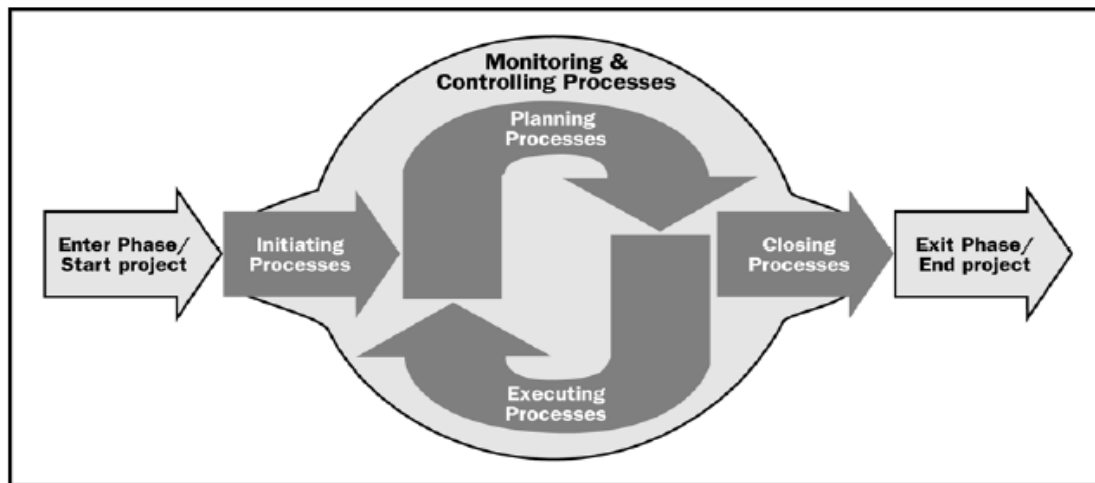 Monitoring &
Controlling Processes
Planning
Processes
Enter Phase/
Start project
Initiating
Processes
Closing
Processes
Exit Phase/
End project
Executing
Processes